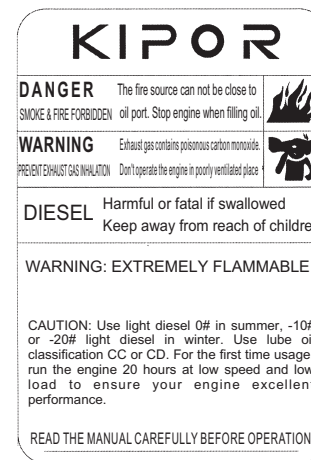 KIPOR
DANGER
The fire source can not be close to
SMOKE & FIRE FORBIDDEN
oil port. Stop engine when filling oil.
WARNING
Exhaust gas contains poisonous carbon monoxide.
PREVENT EXHAUST GAS INHALATION
Don't operate the engine in poorly ventilated place
DIESEL
Harmful or fatal if swallowed
Keep away from reach of childre
WARNING: EXTREMELY FLAMMABLE
CAUTION: Use light diesel 0# in summer, -10#
or -20# light diesel in winter. Use lube oi
classification CC or CD. For the first time usage
run the engine 20 hours at low speed and low
load to ensure your engine excellent
performance.
READ THE MANUAL CAREFULLY BEFORE OPERATION